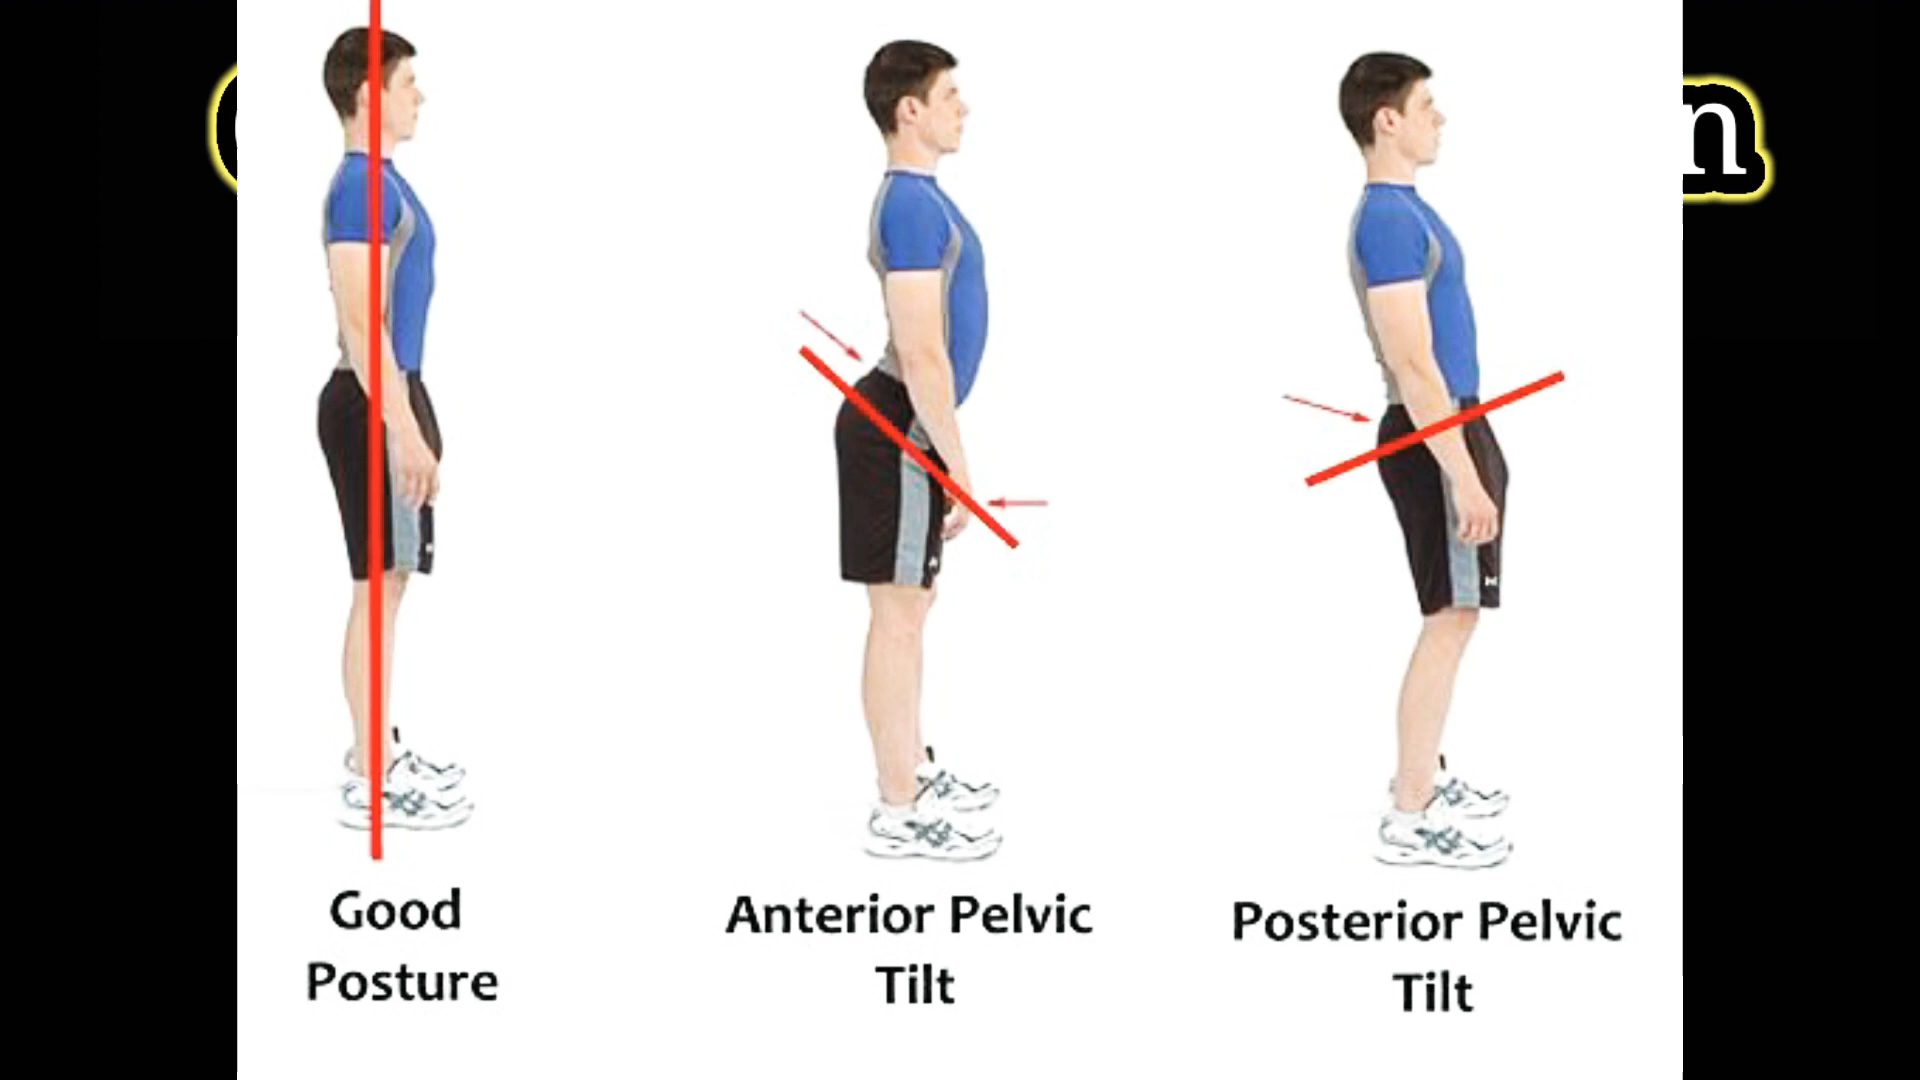 Good
Posture
Anterior Pelvic
Tilt
Posterior Pelvic
Tilt